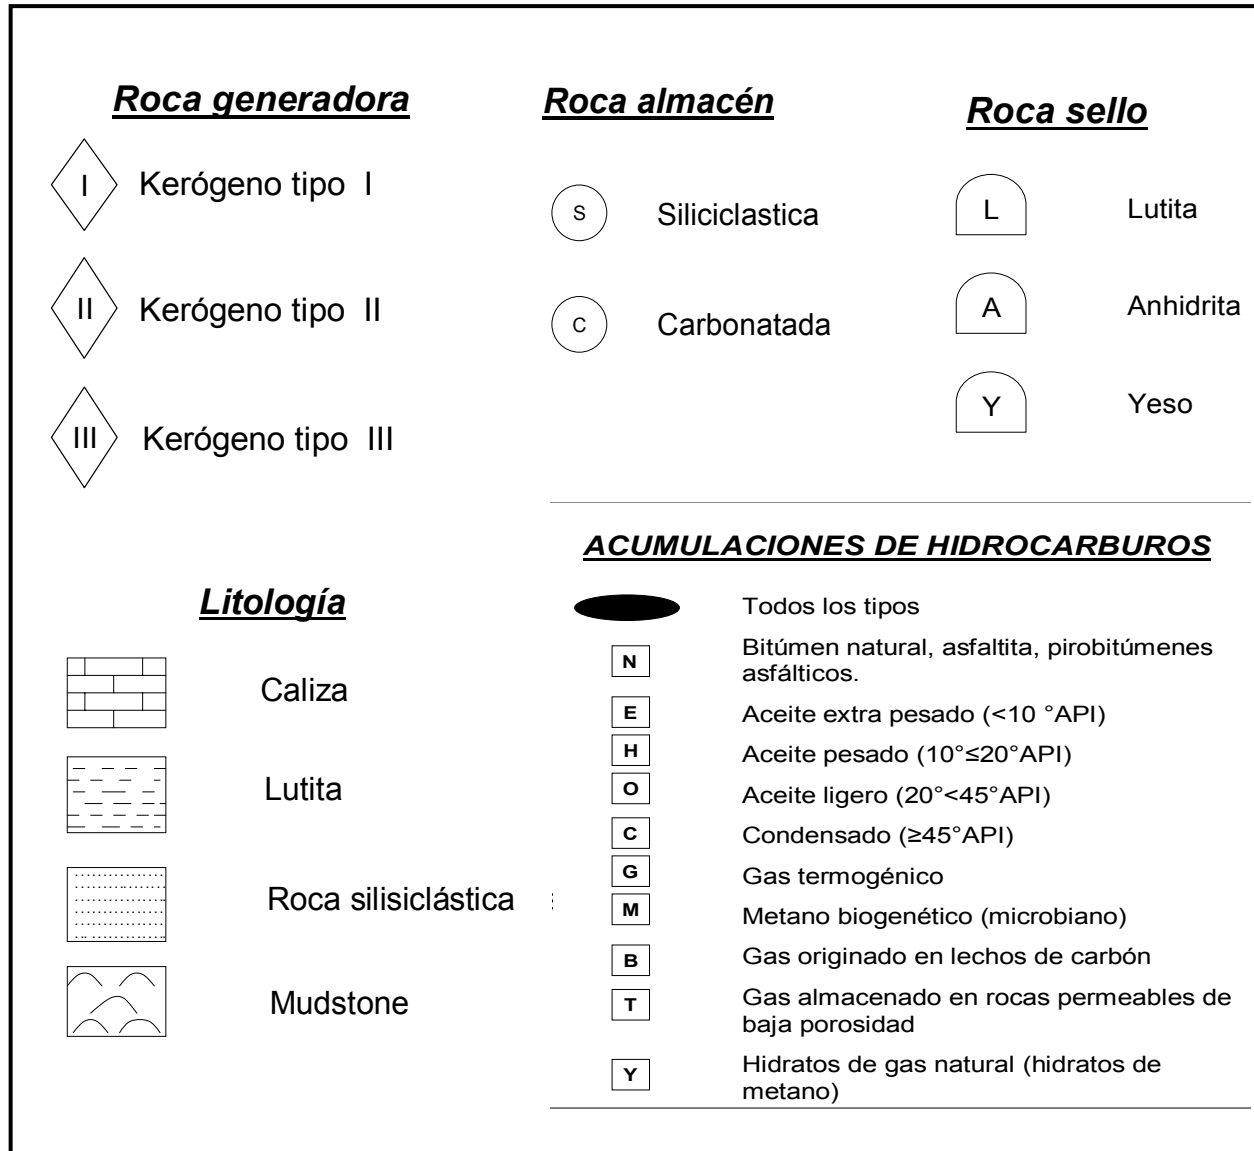 Roca generadora
I Kerógeno tipo I
II Kerógeno tipo II
III Kerógeno tipo III
Roca almacén
S Siliciclastica
C Carbonatada
Roca sello
L Lutita
A Anhidrita
Y Yeso
Litología
Caliza
Lutita
Roca silisiclástica
Mudstone
ACUMULACIONES DE HIDROCARBUROS
Todos los tipos
N Bitúmen natural, asfaltita, pirobitúmenes
asfálticos.
E Aceite extra pesado (<10 °API)
H Aceite pesado (10°≤20°API)
O Aceite ligero (20°<45°API)
C Condensado (≥45°API)
G Gas termogénico
M Metano biogenético (microbiano)
B Gas originado en lechos de carbón
T Gas almacenado en rocas permeables de
baja porosidad
Y Hidratos de gas natural (hidratos de
metano)